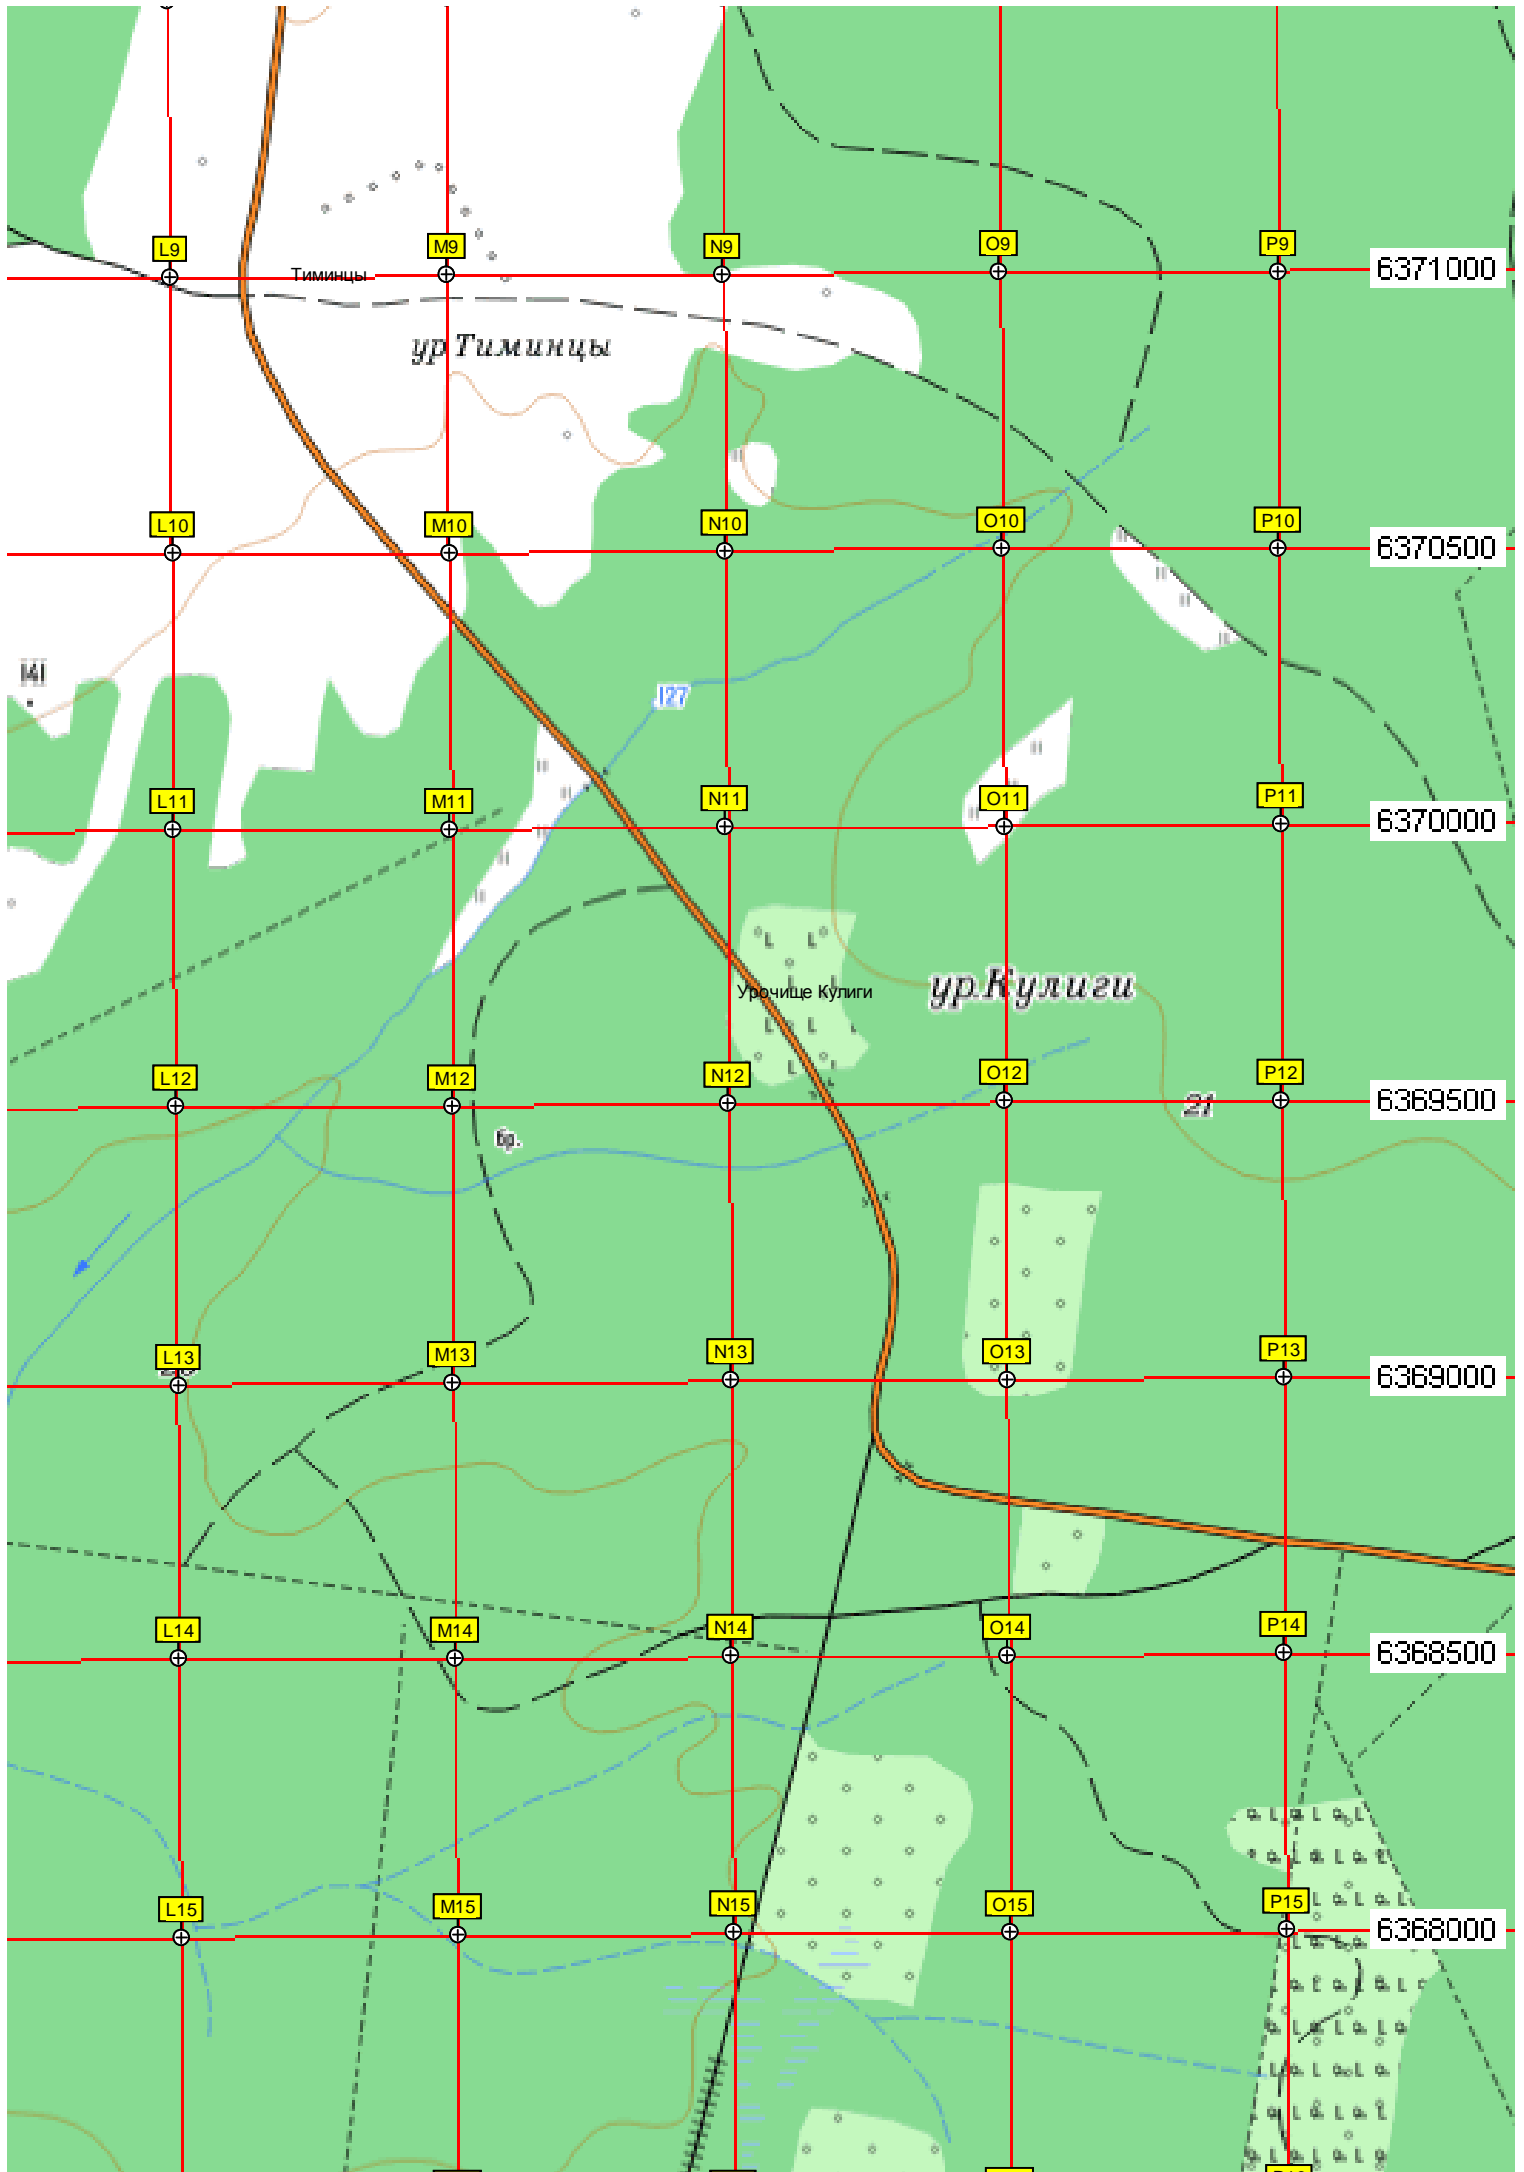 L9 M9 N9 O9 P9
Тиминцы
6371000
ур Тиминцы
L10 M10 N10 O10 P10
6370500
141
127
L11 M11 N11 O11 P11
6370000
ур.Кулиги
Урочище Кулиги
L12 M12 N12 O12 P12
21
6369500
бр.
L13 M13 N13 O13 P13
6369000
L14 M14 N14 O14 P14
6368500
L15 M15 N15 O15 P15
6368000